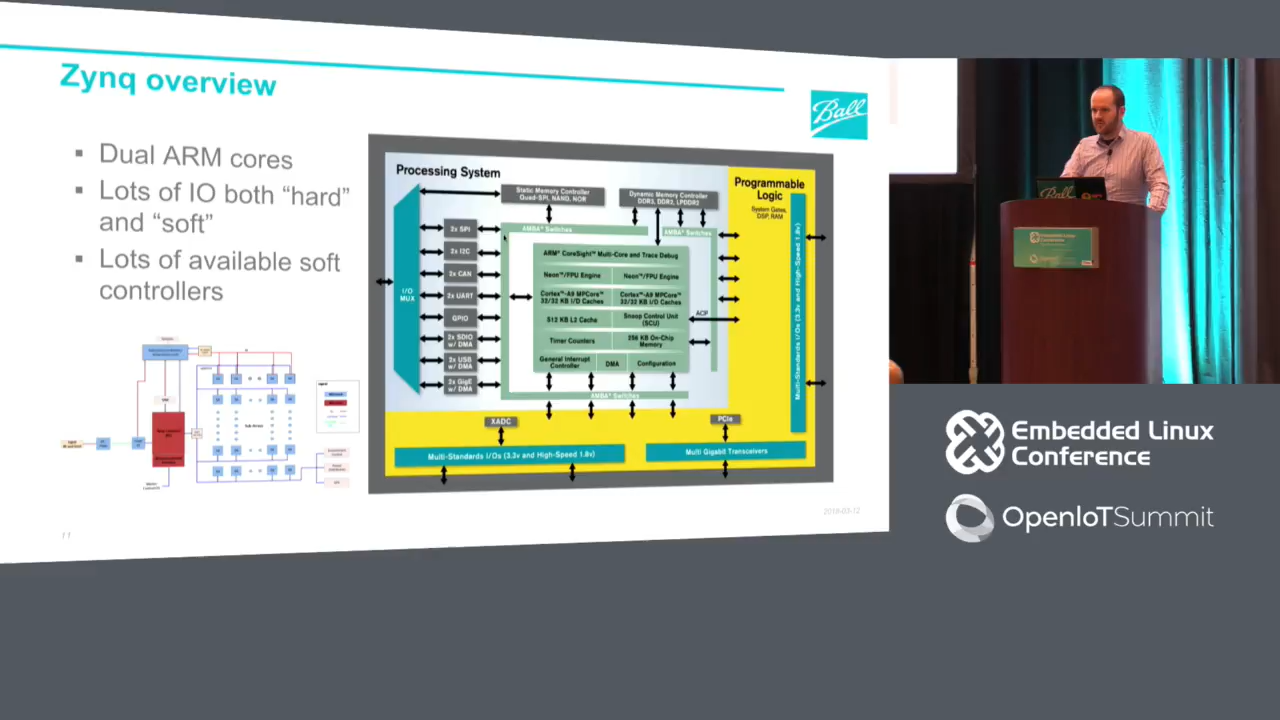 Zynq overview
Ball
▪ Dual ARM cores
▪ Lots of IO both “hard”
and “soft”
▪ Lots of available soft
controllers
Processing System
Static Memory Controller
Quad-SPI, NAND, NOR
Dynamic Memory Controller
DDR3, DDR2, LPDDR2
Programmable
Logic
System Gates,
DSP, RAM
AMBA® Switches
AMBA® Switches
I/O
MUX
2x SPI
2x I2C
2x CAN
2x UART
GPIO
2x SDIO
w/ DMA
2x USB
w/ DMA
2x GigE
w/ DMA
ARM® CoreSight™ Multi-Core and Trace Debug
Neon™/FPU Engine
Neon™/FPU Engine
Cortex™-A9 MPCore™
32/32 KB I/D Caches
Cortex™-A9 MPCore™
32/32 KB I/D Caches
512 KB L2 Cache
Snoop Control Unit
(SCU)
Timer Counters
256 KB On-Chip
Memory
General Interrupt
Controller
DMA
Configuration
ACP
AMBA® Switches
Multi-Standards I/Os (3.3v and High-Speed 1.8v)
XADC
PCIe
Multi-Standards I/Os (3.3v and High-Speed 1.8v)
Multi Gigabit Transceivers
11
2018-03-12
Ball
Embedded Linux
Conference
OpenIoTSummit